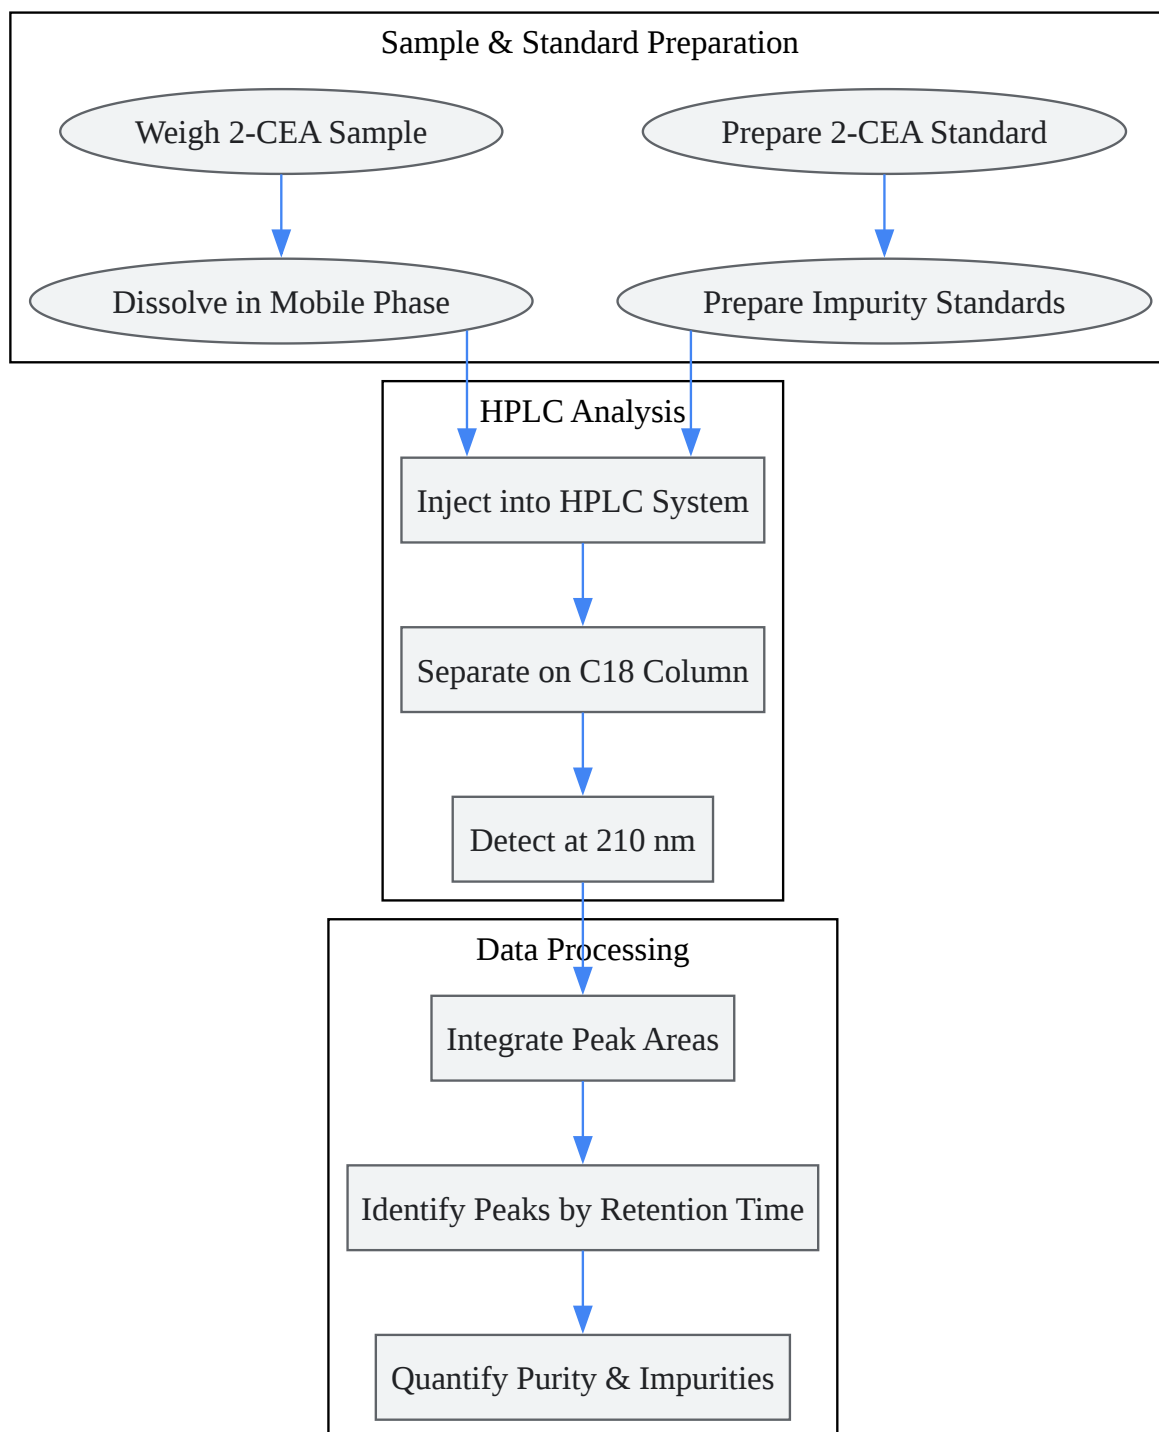 Sample & Standard Preparation
Weigh 2-CEA Sample
Prepare 2-CEA Standard
Dissolve in Mobile Phase
Prepare Impurity Standards
HPLC Analysis
Inject into HPLC System
Separate on C18 Column
Detect at 210 nm
Data Processing
Integrate Peak Areas
Identify Peaks by Retention Time
Quantify Purity & Impurities